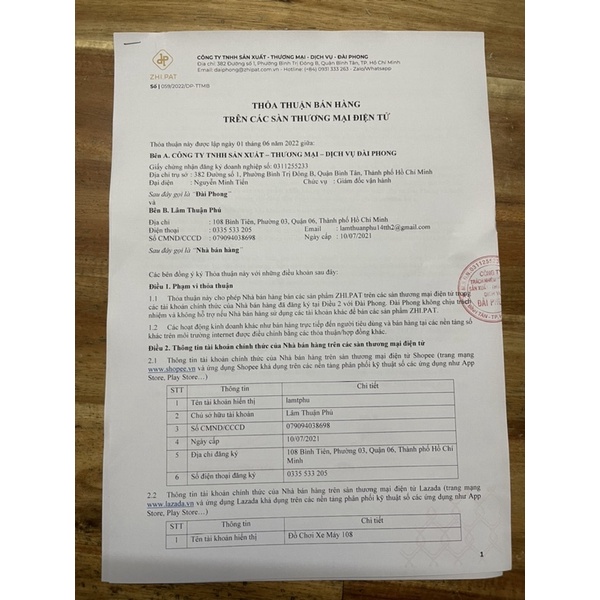 ZHI.PAT
CÔNG TY TNHH SẢN XUẤT - THƯƠNG MẠI - DỊCH VỤ - ĐÀI PHONG
Địa chỉ: 382 Đường số 1, Phường Bình Trị Đông B, Quận Bình Tân, TP. Hồ Chí Minh
Email: daiphong@zhipat.com.vn - Hotline: (+84) 0931 333 263 - Zalo/Whatsapp
Số | 059/2022/DP-TTMB
THỎA THUẬN BÁN HÀNG
TRÊN CÁC SÀN THƯƠNG MẠI ĐIỆN TỬ
Thỏa thuận này được lập ngày 01 tháng 06 năm 2022 giữa:
Bên A. CÔNG TY TNHH SẢN XUẤT – THƯƠNG MẠI – DỊCH VỤ ĐÀI PHONG
Giấy chứng nhận đăng ký doanh nghiệp số: 0311255233
Địa chỉ trụ sở : 382 Đường số 1, Phường Bình Trị Đông B, Quận Bình Tân, Thành phố Hồ Chí Minh
Đại diện : Nguyễn Minh Tiến Chức vụ : Giám đốc vận hành
Sau đây gọi là "Đài Phong"
và
Bên B. Lâm Thuận Phú
Địa chỉ : 108 Bình Tiên, Phường 03, Quận 06, Thành phố Hồ Chí Minh
Điện thoại : 0335 533 205 Email : lamthuanphu14tth2@gmail.com
Số CMND/CCCD : 079094038698 Ngày cấp : 10/07/2021
Sau đây gọi là "Nhà bán hàng"
Các bên đồng ý ký Thỏa thuận này với những điều khoản sau đây:
Điều 1. Phạm vi thỏa thuận
1.1 Thỏa thuận này cho phép Nhà bán hàng bán các sản phẩm ZHI.PAT trên các sàn thương mại điện tử trong
các tài khoản chính thức của Nhà bán hàng đã đăng ký tại Điều 2 với Đài Phong. Đài Phong không chịu trách
nhiệm và không hỗ trợ nếu Nhà bán hàng sử dụng các tài khoản khác để bán các sản phẩm ZHI.PAT.
1.2 Các hoạt động kinh doanh khác như bán hàng trực tiếp đến người tiêu dùng và bán hàng tại các nền tảng số
khác trên môi trường internet được điều chỉnh bằng các thỏa thuận/hợp đồng khác.
Điều 2. Thông tin tài khoản chính thức của Nhà bán hàng trên các sàn thương mại điện tử
2.1 Thông tin tài khoản chính thức của Nhà bán hàng trên sàn thương mại điện tử Shopee (trang mạng
www.shopee.vn và ứng dụng Shopee khả dụng trên các nền tảng phân phối kỹ thuật số các ứng dụng như App
Store, Play Store…)
STT Thông tin Chi tiết
1 Tên tài khoản hiển thị lamtphu
2 Chủ sở hữu tài khoản Lâm Thuận Phú
3 Số CMND/CCCD 079094038698
4 Ngày cấp 10/07/2021
5 Địa chỉ đăng ký 108 Bình Tiên, Phường 03, Quận 06, Thành phố Hồ Chí
Minh
6 Số điện thoại đăng ký 0335 533 205
2.2 Thông tin tài khoản chính thức của Nhà bán hàng trên sàn thương mại điện tử Lazada (trang mạng
www.lazada.vn và ứng dụng Lazada khả dụng trên các nền tảng phân phối kỹ thuật số các ứng dụng như App
Store, Play Store…)
STT Thông tin Chi tiết
1 Tên tài khoản hiển thị Đồ Chơi Xe Máy 108
1
CÔNG TY
ĐÀI PH